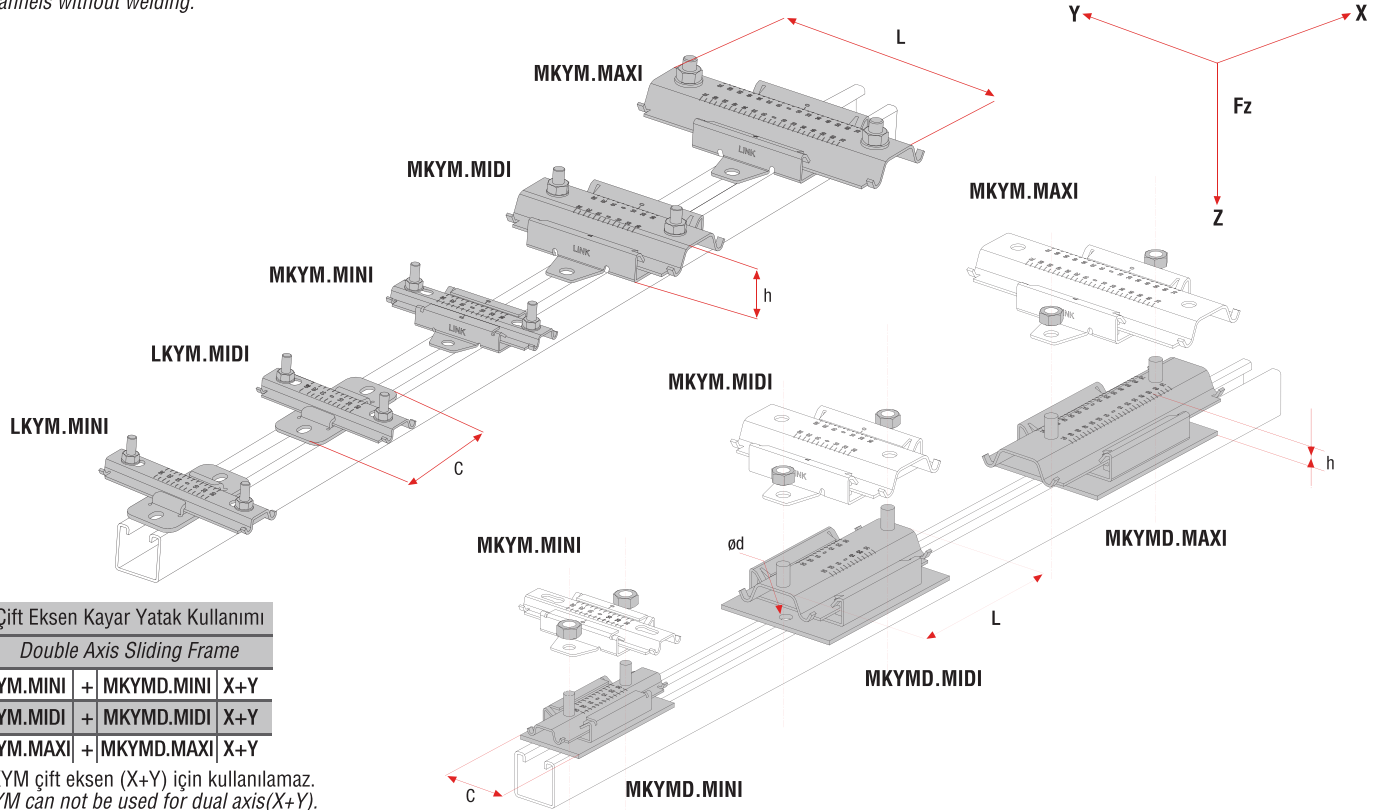 annels without welding.
Y
X
Fz
Z
L
MKYM.MAXI
LINK
MKYM.MIDI
LINK
h
MKYM.MINI
LINK
LKYM.MIDI
C
LKYM.MINI
MKYM.MAXI
MKYM.MIDI
MKYM.MINI
ød
h
L
MKYMD.MAXI
MKYMD.MIDI
MKYMD.MINI
C
Çift Eksen Kayar Yatak Kullanımı
Double Axis Sliding Frame
YM.MINI + MKYMD.MINI X+Y
YM.MIDI + MKYMD.MIDI X+Y
YM.MAXI + MKYMD.MAXI X+Y
YM çift eksen (X+Y) için kullanılamaz.
YM can not be used for dual axis(X+Y).